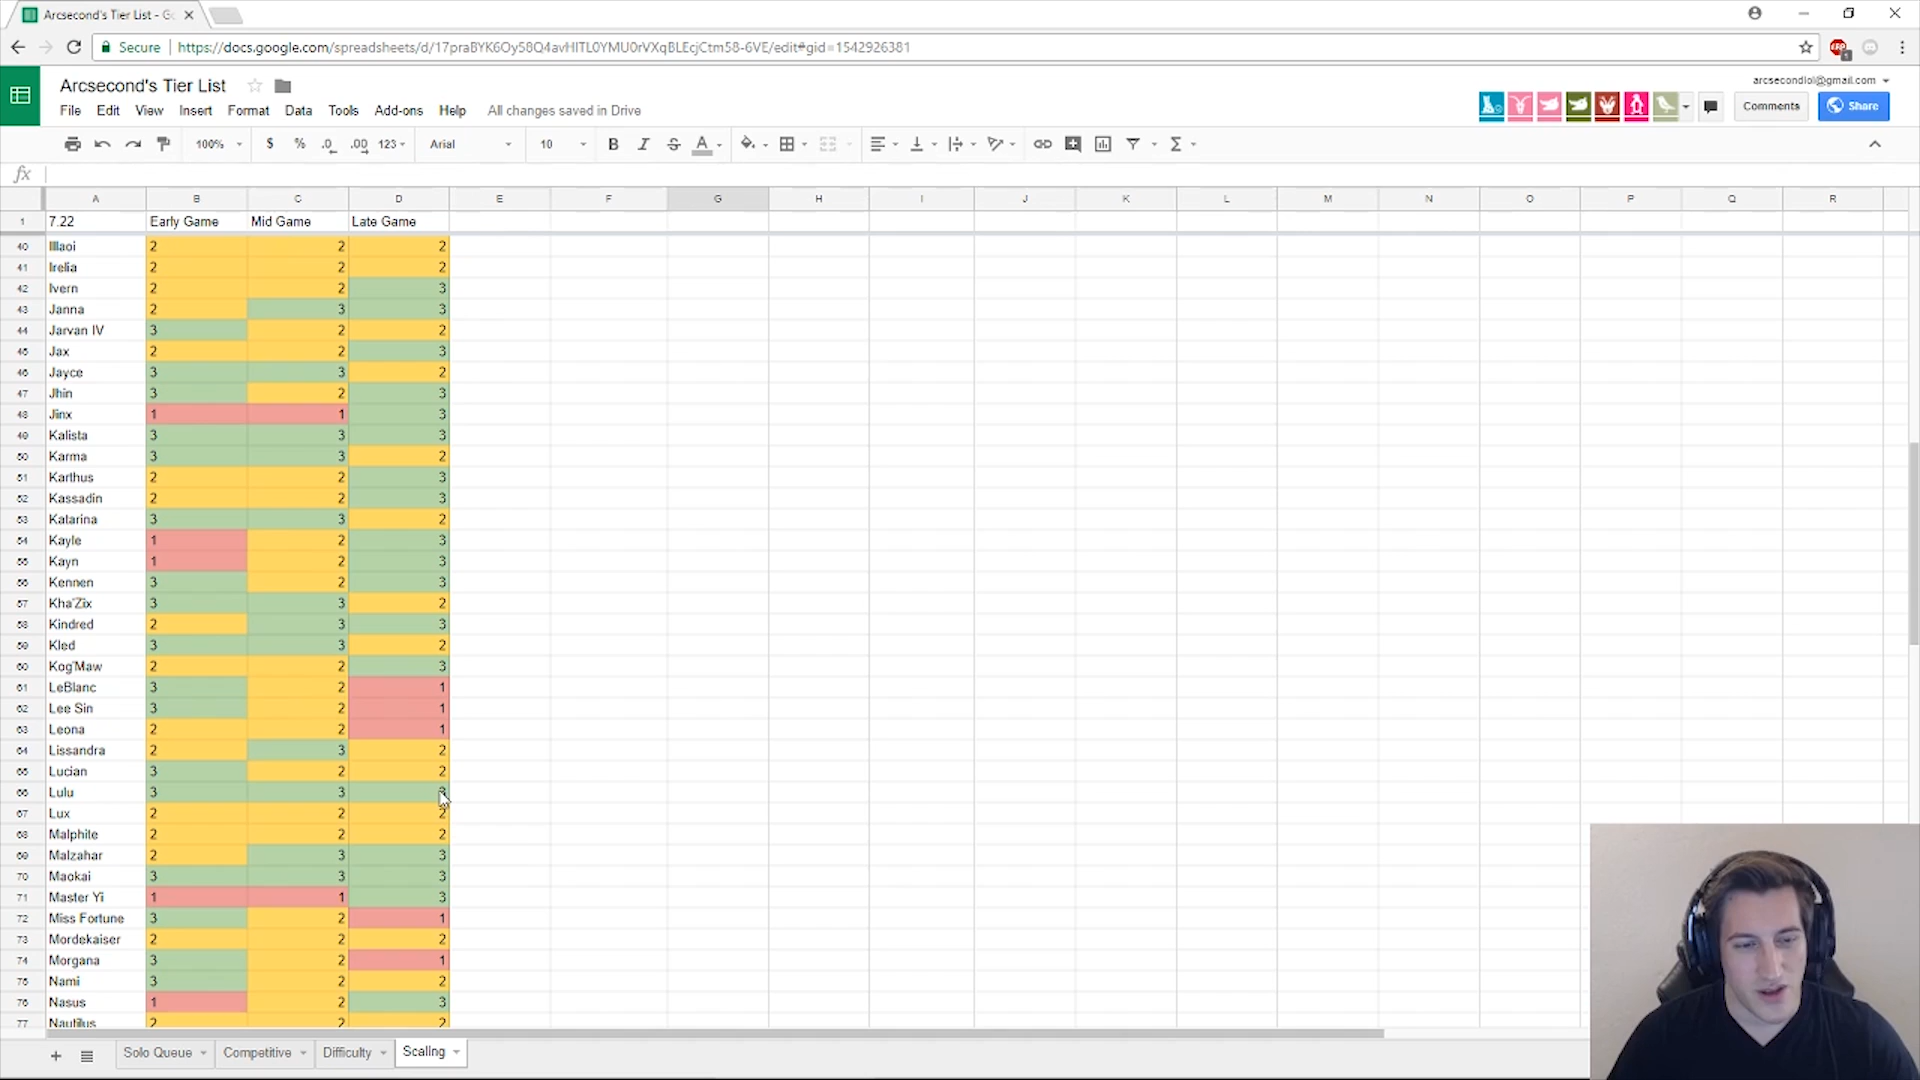 Arcsecond's Tier List - Go
Secure
https://docs.google.com/spreadsheets/d/17praBYK6Oy58Q4avHITL0YMU0rVXqBLEcjCtm58-6VE/edit#gid=1542926381
Arcsecond's Tier List
arcsecondlol@gmail.com
File Edit View Insert Format Data Tools Add-ons Help All changes saved in Drive
Comments Share
100% $ % .0 .00 123 Arial 10 B I S A Σ
fx
A B C D E F G H I J K L M N O P Q R
1 7.22 Early Game Mid Game Late Game
40 Illaoi 2 2 2
41 Irelia 2 2 2
42 Ivern 2 2 3
43 Janna 2 3 3
44 Jarvan IV 3 2 2
45 Jax 2 2 3
46 Jayce 3 3 2
47 Jhin 3 2 3
48 Jinx 1 1 3
49 Kalista 3 3 3
50 Karma 3 3 2
51 Karthus 2 2 3
52 Kassadin 2 2 3
53 Katarina 3 3 2
54 Kayle 1 2 3
55 Kayn 1 2 3
56 Kennen 3 2 3
57 Kha'Zix 3 3 2
58 Kindred 2 3 3
59 Kled 3 3 2
60 Kog'Maw 2 2 3
61 LeBlanc 3 2 1
62 Lee Sin 3 2 1
63 Leona 2 2 1
64 Lissandra 2 3 2
65 Lucian 3 2 2
66 Lulu 3 3
67 Lux 2 2 2
68 Malphite 2 2 2
69 Malzahar 2 3 3
70 Maokai 3 3 3
71 Master Yi 1 1 3
72 Miss Fortune 3 2 1
73 Mordekaiser 2 2 2
74 Morgana 3 2 1
75 Nami 3 2 2
76 Nasus 1 2 3
77 Nautilus 2 2 2
Solo Queue Competitive Difficulty Scaling